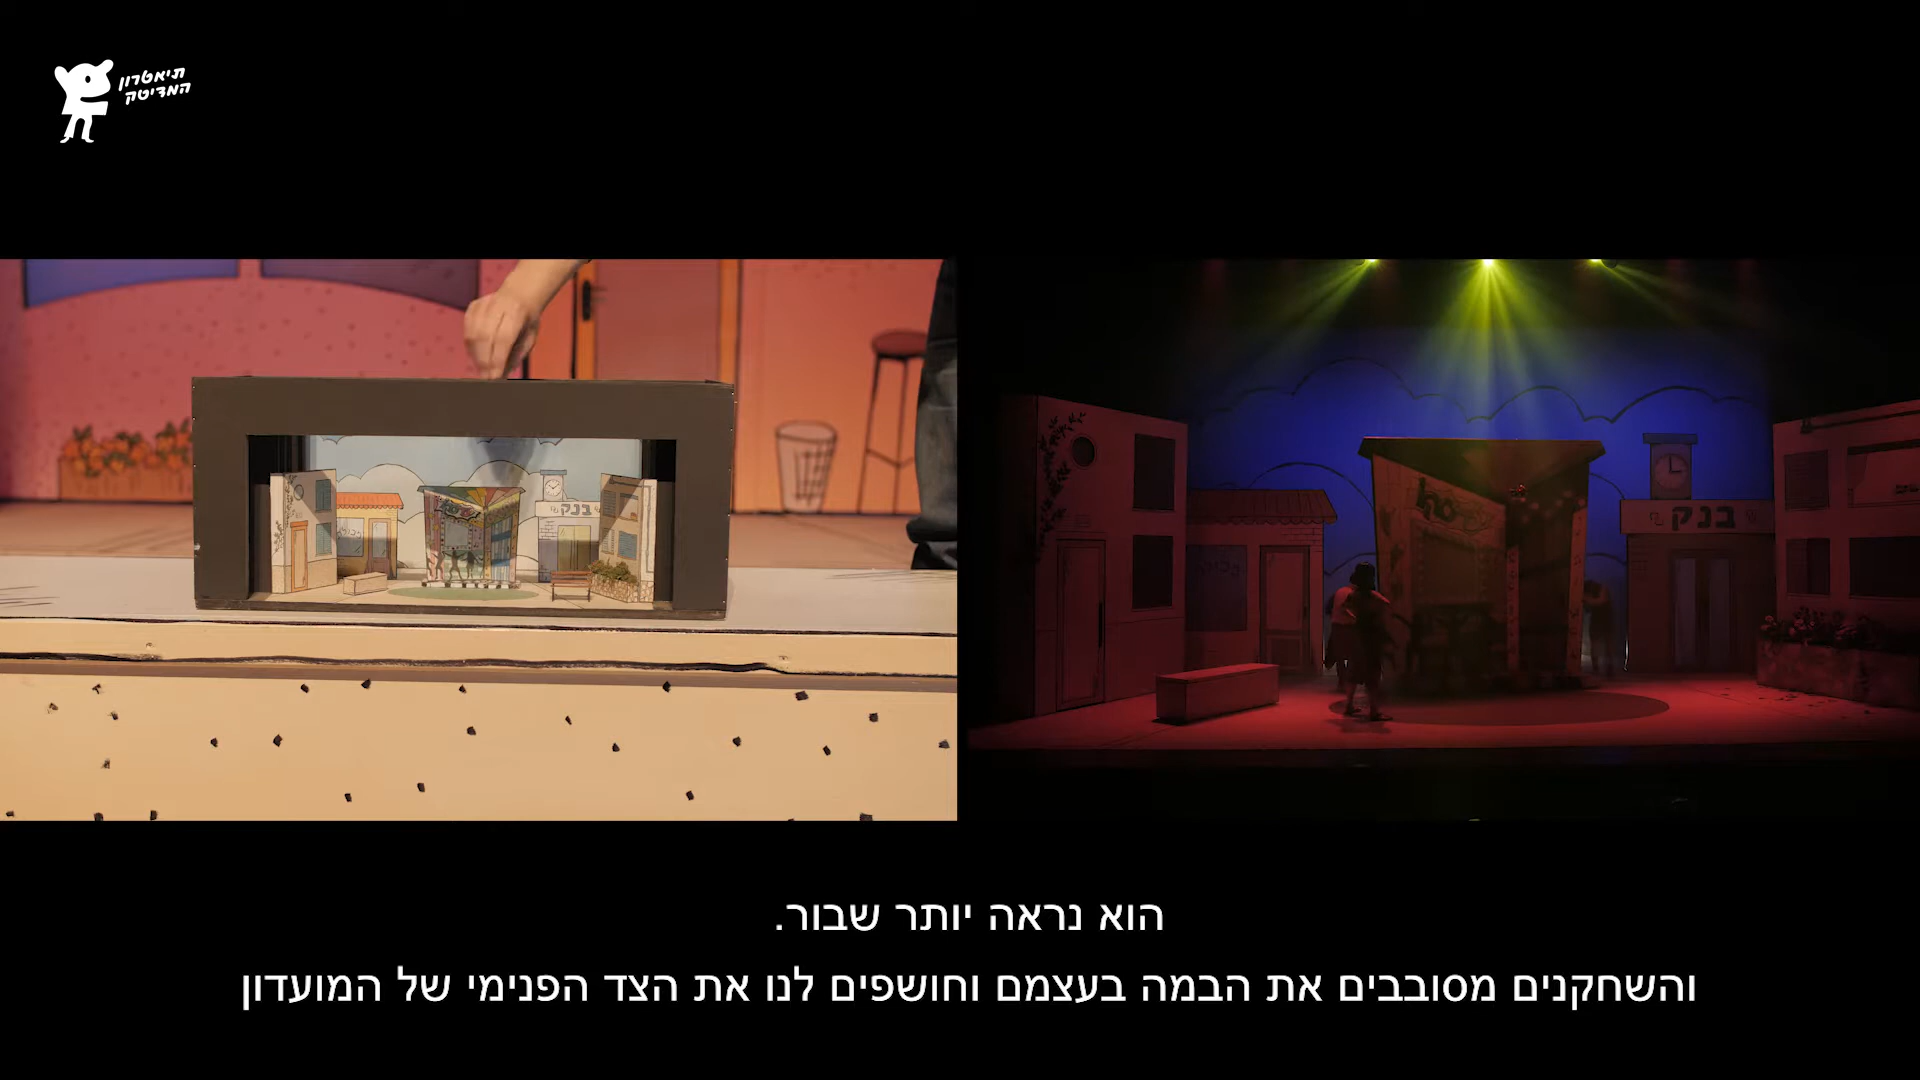 תיאטרון
המדיטק
בנק
בנק
הוא נראה יותר שבור.
והשחקנים מסובבים את הבמה בעצמם וחושפים לנו את הצד הפנימי של המועדון